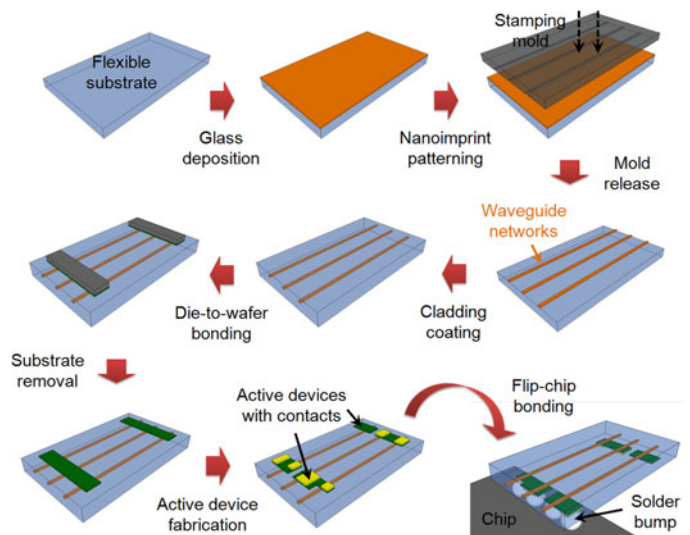 Flexible
substrate
Glass
deposition
Nanoimprint
patterning
Stamping
mold
Mold
release
Waveguide
networks
Cladding
coating
Die-to-wafer
bonding
Substrate
removal
Active device
fabrication
Active devices
with contacts
Flip-chip
bonding
Chip
Solder
bump